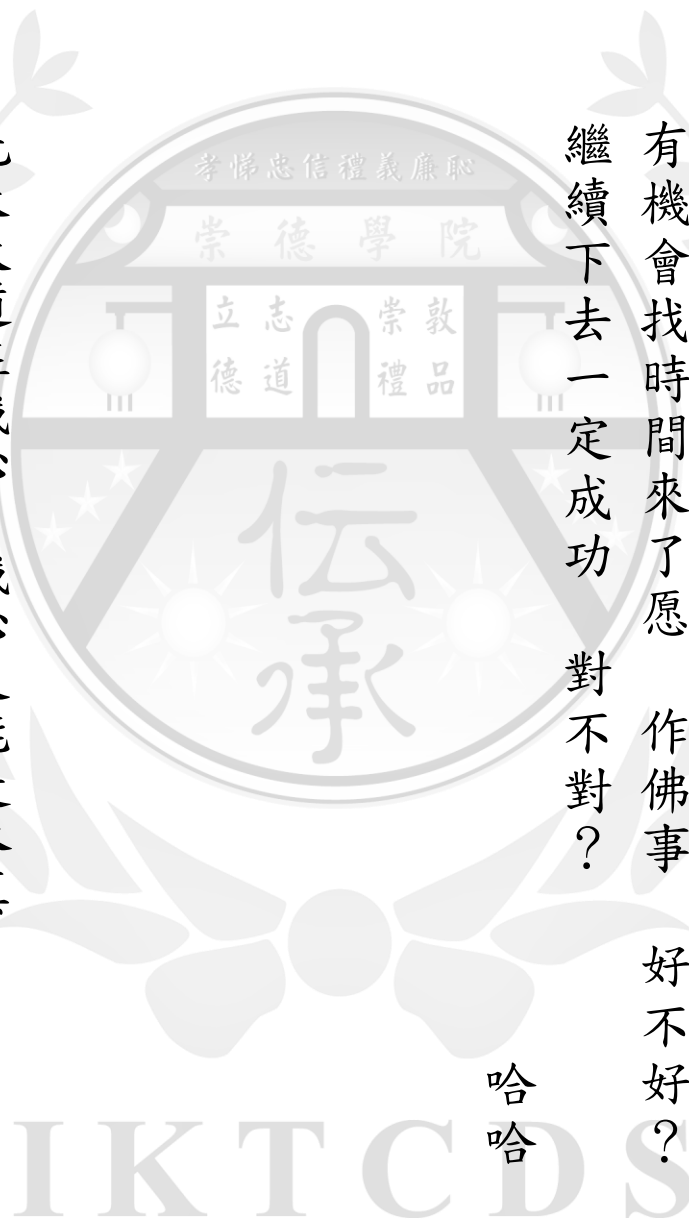 有機會找時間來了愿　作佛事　好不好？
繼續下去一定成功　對不對？
哈哈
孝悌忠信禮義廉恥
崇德學院
立志 崇敦
德道 禮品
伝承
IKTCDS